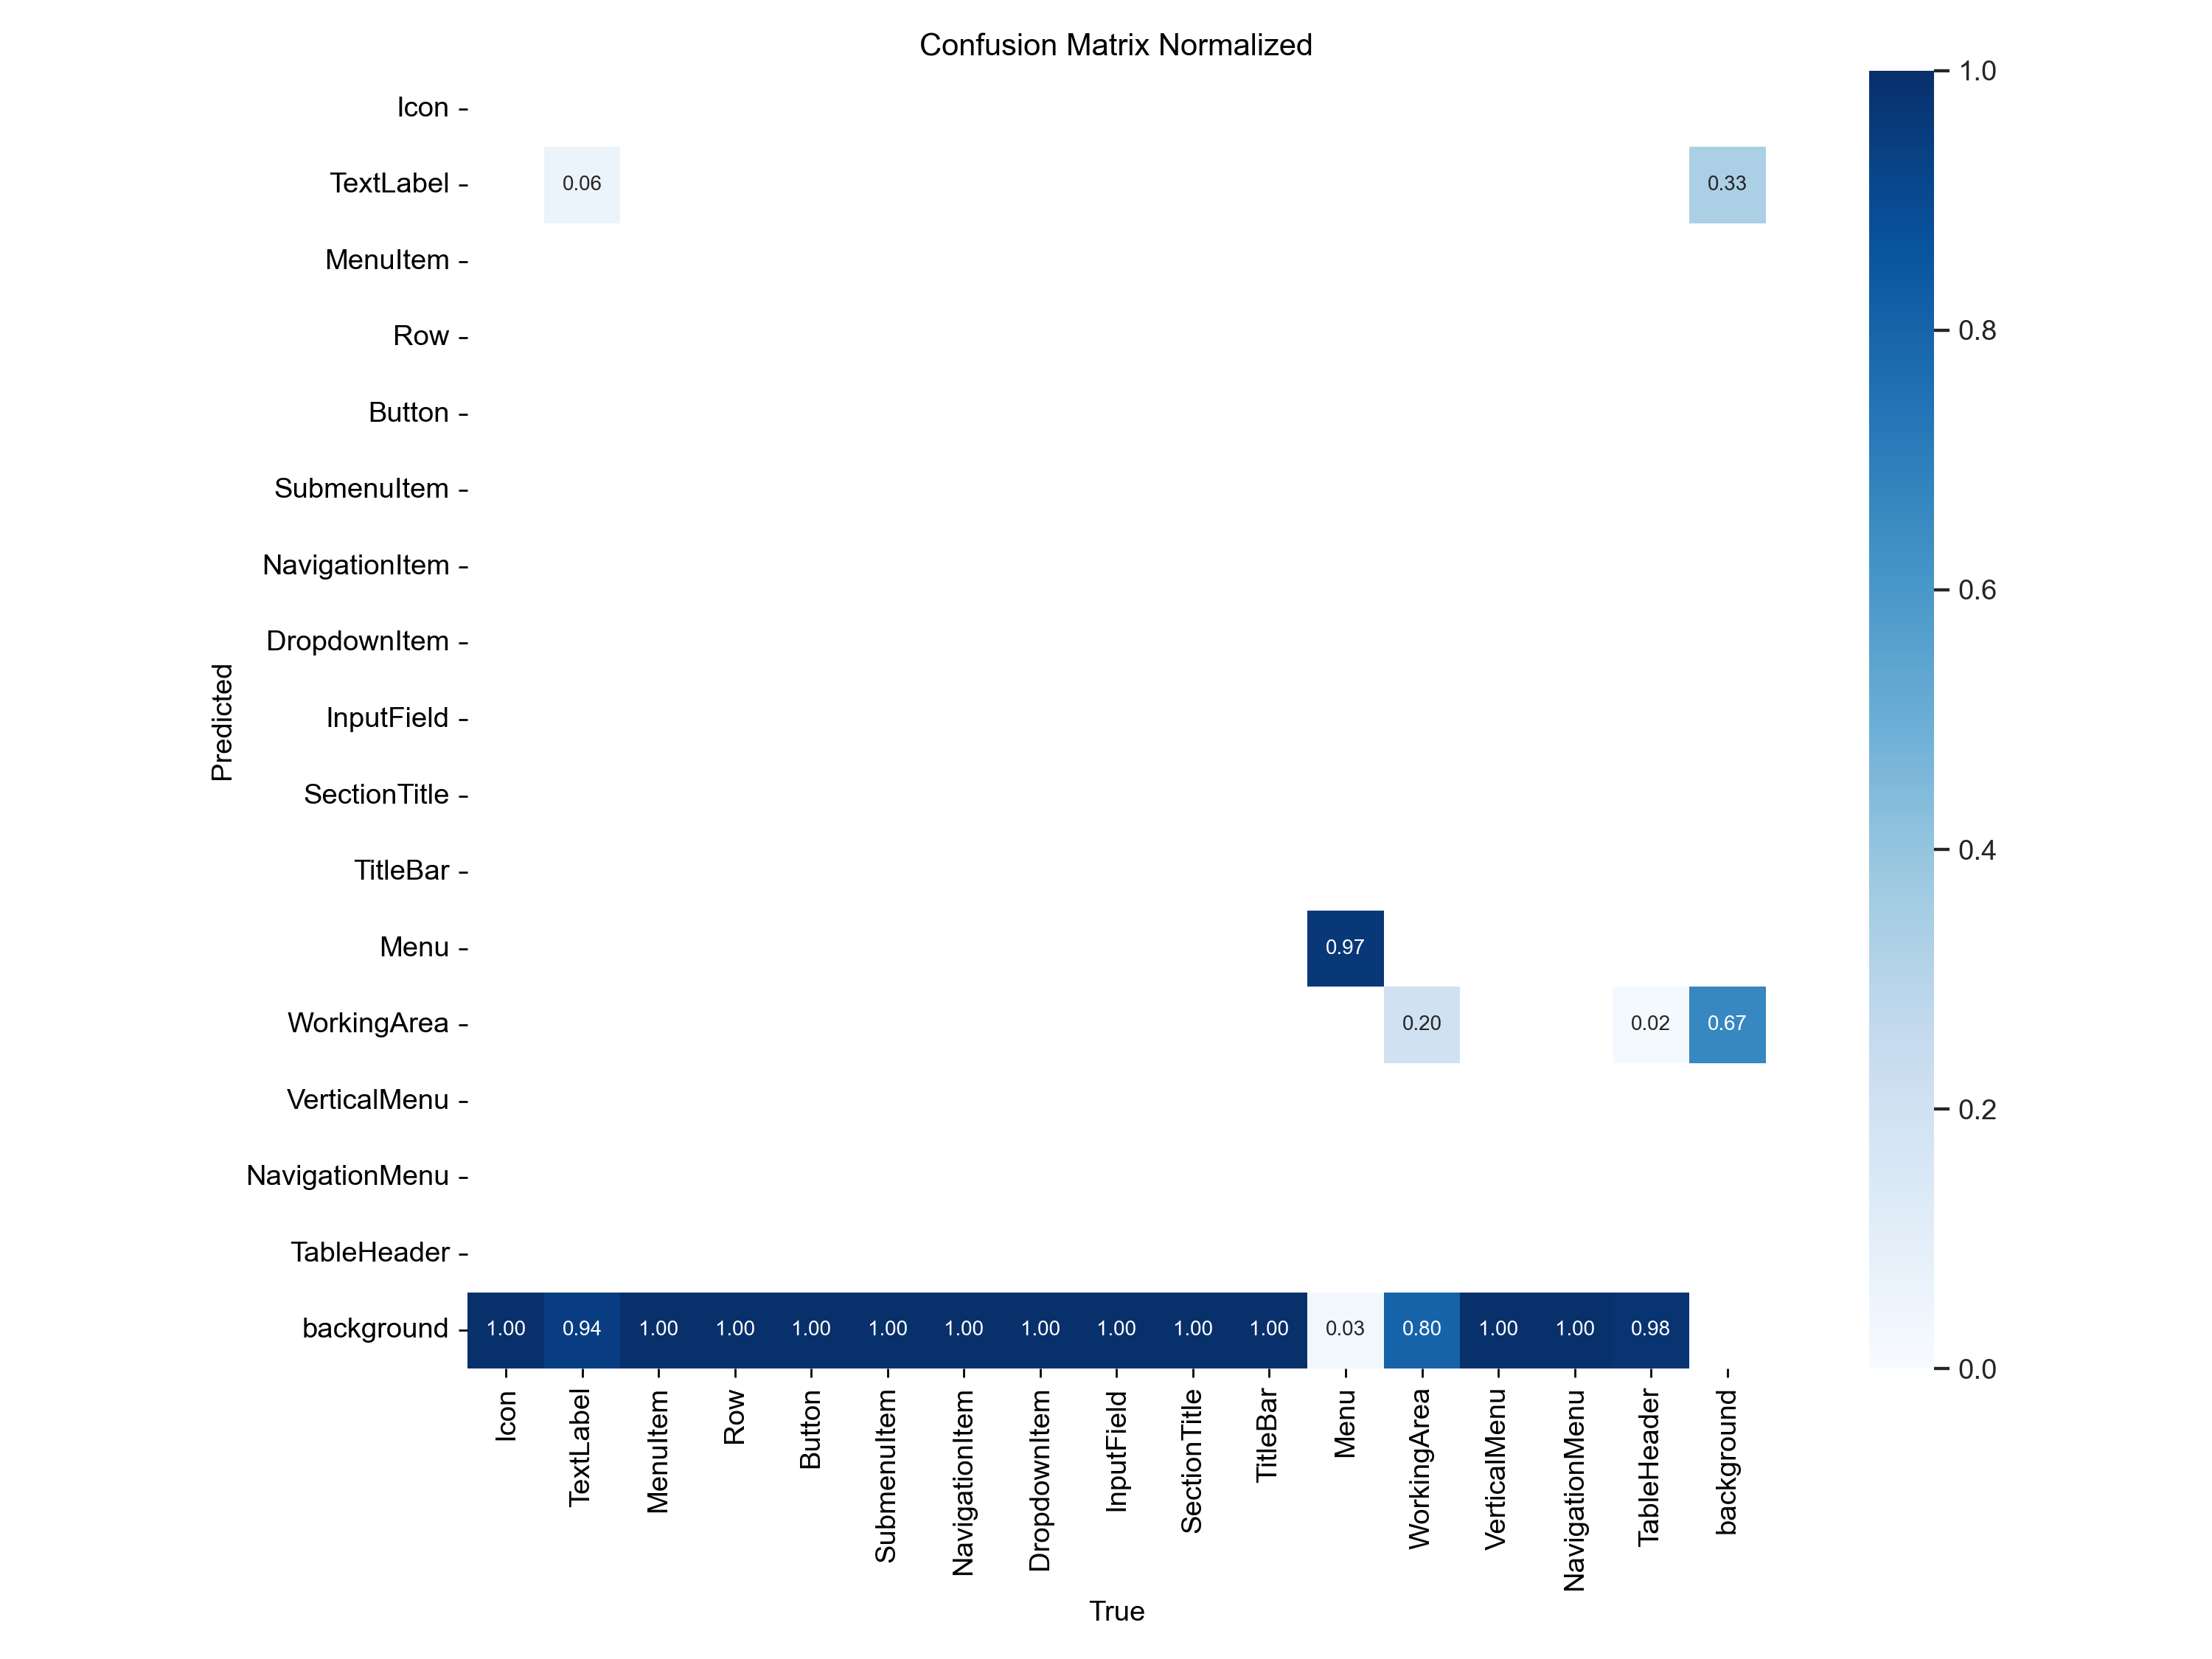 Confusion Matrix Normalized
Icon
TextLabel
0.06
0.33
MenuItem
Row
Button
SubmenuItem
NavigationItem
DropdownItem
InputField
SectionTitle
TitleBar
Menu
0.97
WorkingArea
0.20
0.02
0.67
VerticalMenu
NavigationMenu
TableHeader
background
1.00 0.94 1.00 1.00 1.00 1.00 1.00 1.00 1.00 1.00 1.00 0.03 0.80 1.00 1.00 0.98
Predicted
Icon
TextLabel
MenuItem
Row
Button
SubmenuItem
NavigationItem
DropdownItem
InputField
SectionTitle
TitleBar
Menu
WorkingArea
VerticalMenu
NavigationMenu
TableHeader
background
True
1.0
0.8
0.6
0.4
0.2
0.0